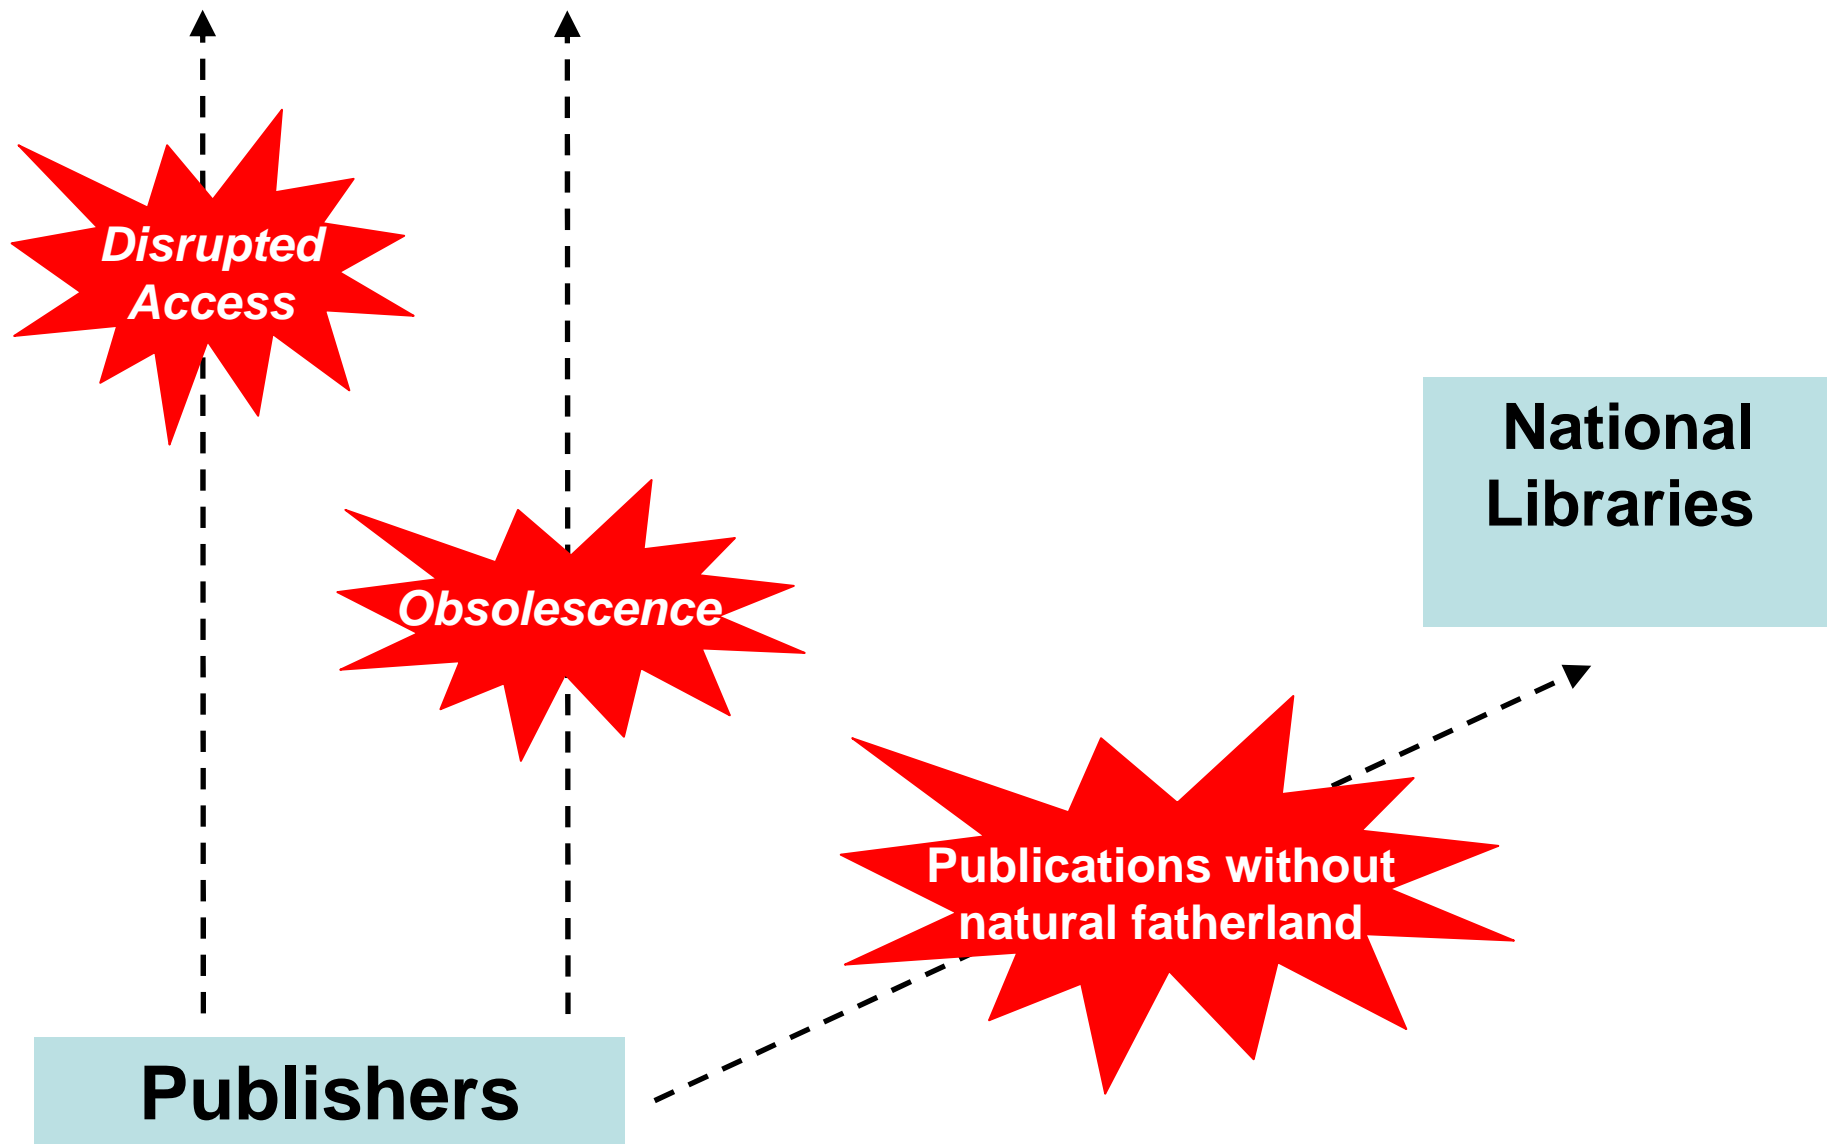 Disrupted
Access
National
Libraries
Obsolescence
Publications without
natural fatherland
Publishers